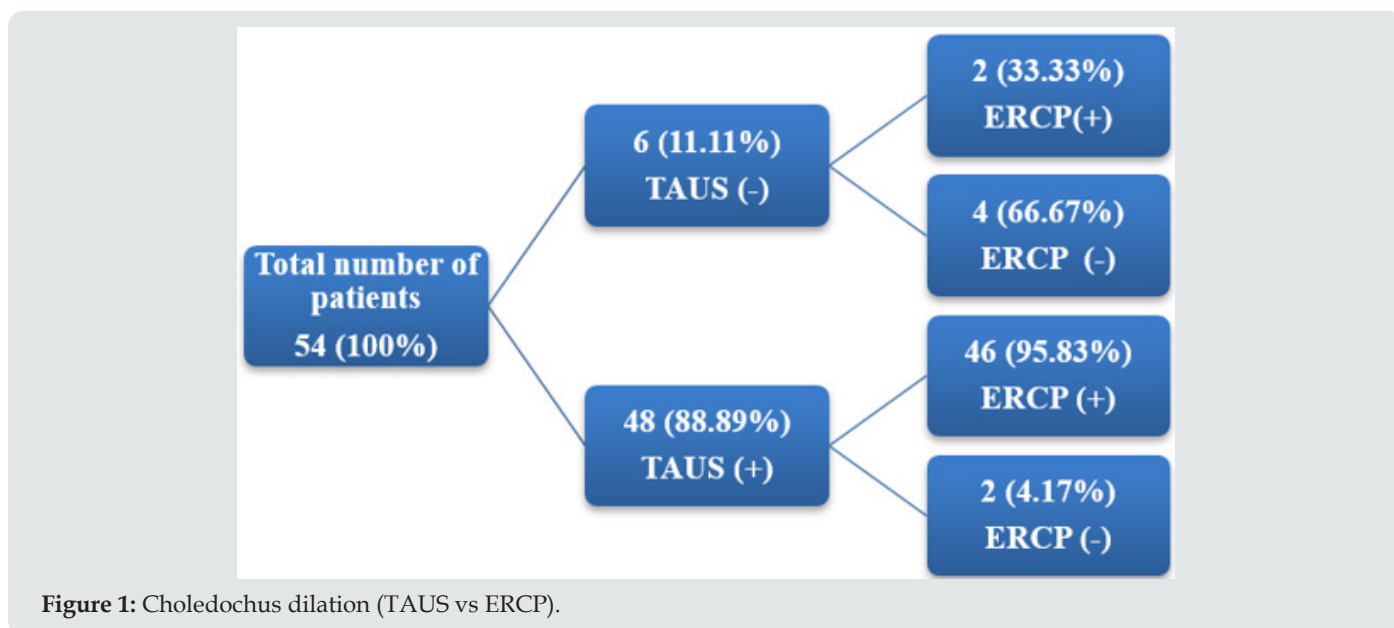 Total number of
patients
54 (100%)
6 (11.11%)
TAUS (-)
48 (88.89%)
TAUS (+)
2 (33.33%)
ERCP(+)
4 (66.67%)
ERCP (-)
46 (95.83%)
ERCP (+)
2 (4.17%)
ERCP (-)
Figure 1: Choledochus dilation (TAUS vs ERCP).